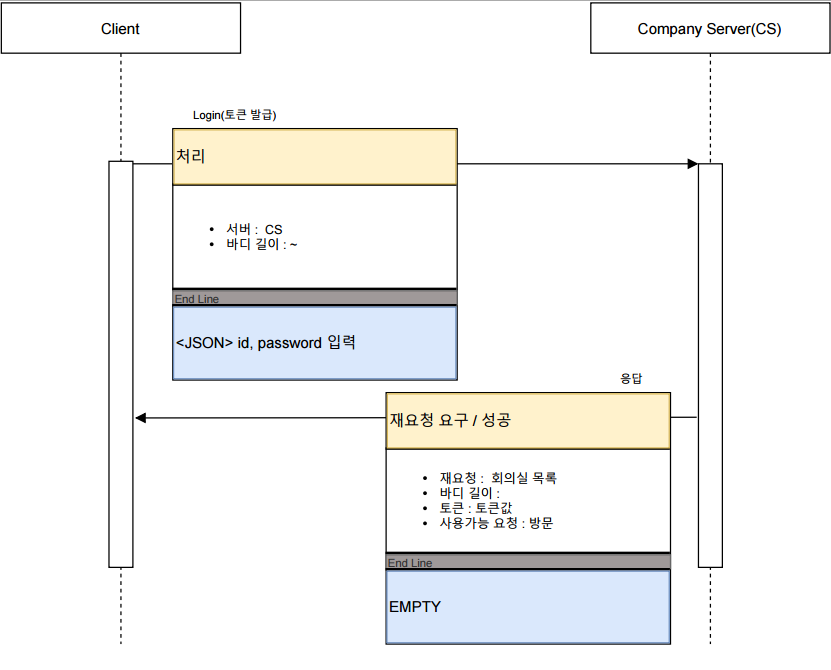 Client
Company Server(CS)
Login(토큰 발급)
처리
• 서버 : CS
• 바디 길이 : ~
End Line
<JSON> id, password 입력
응답
재요청 요구 / 성공
• 재요청 : 회의실 목록
• 바디 길이 :
• 토큰 : 토큰값
• 사용가능 요청 : 방문
End Line
EMPTY